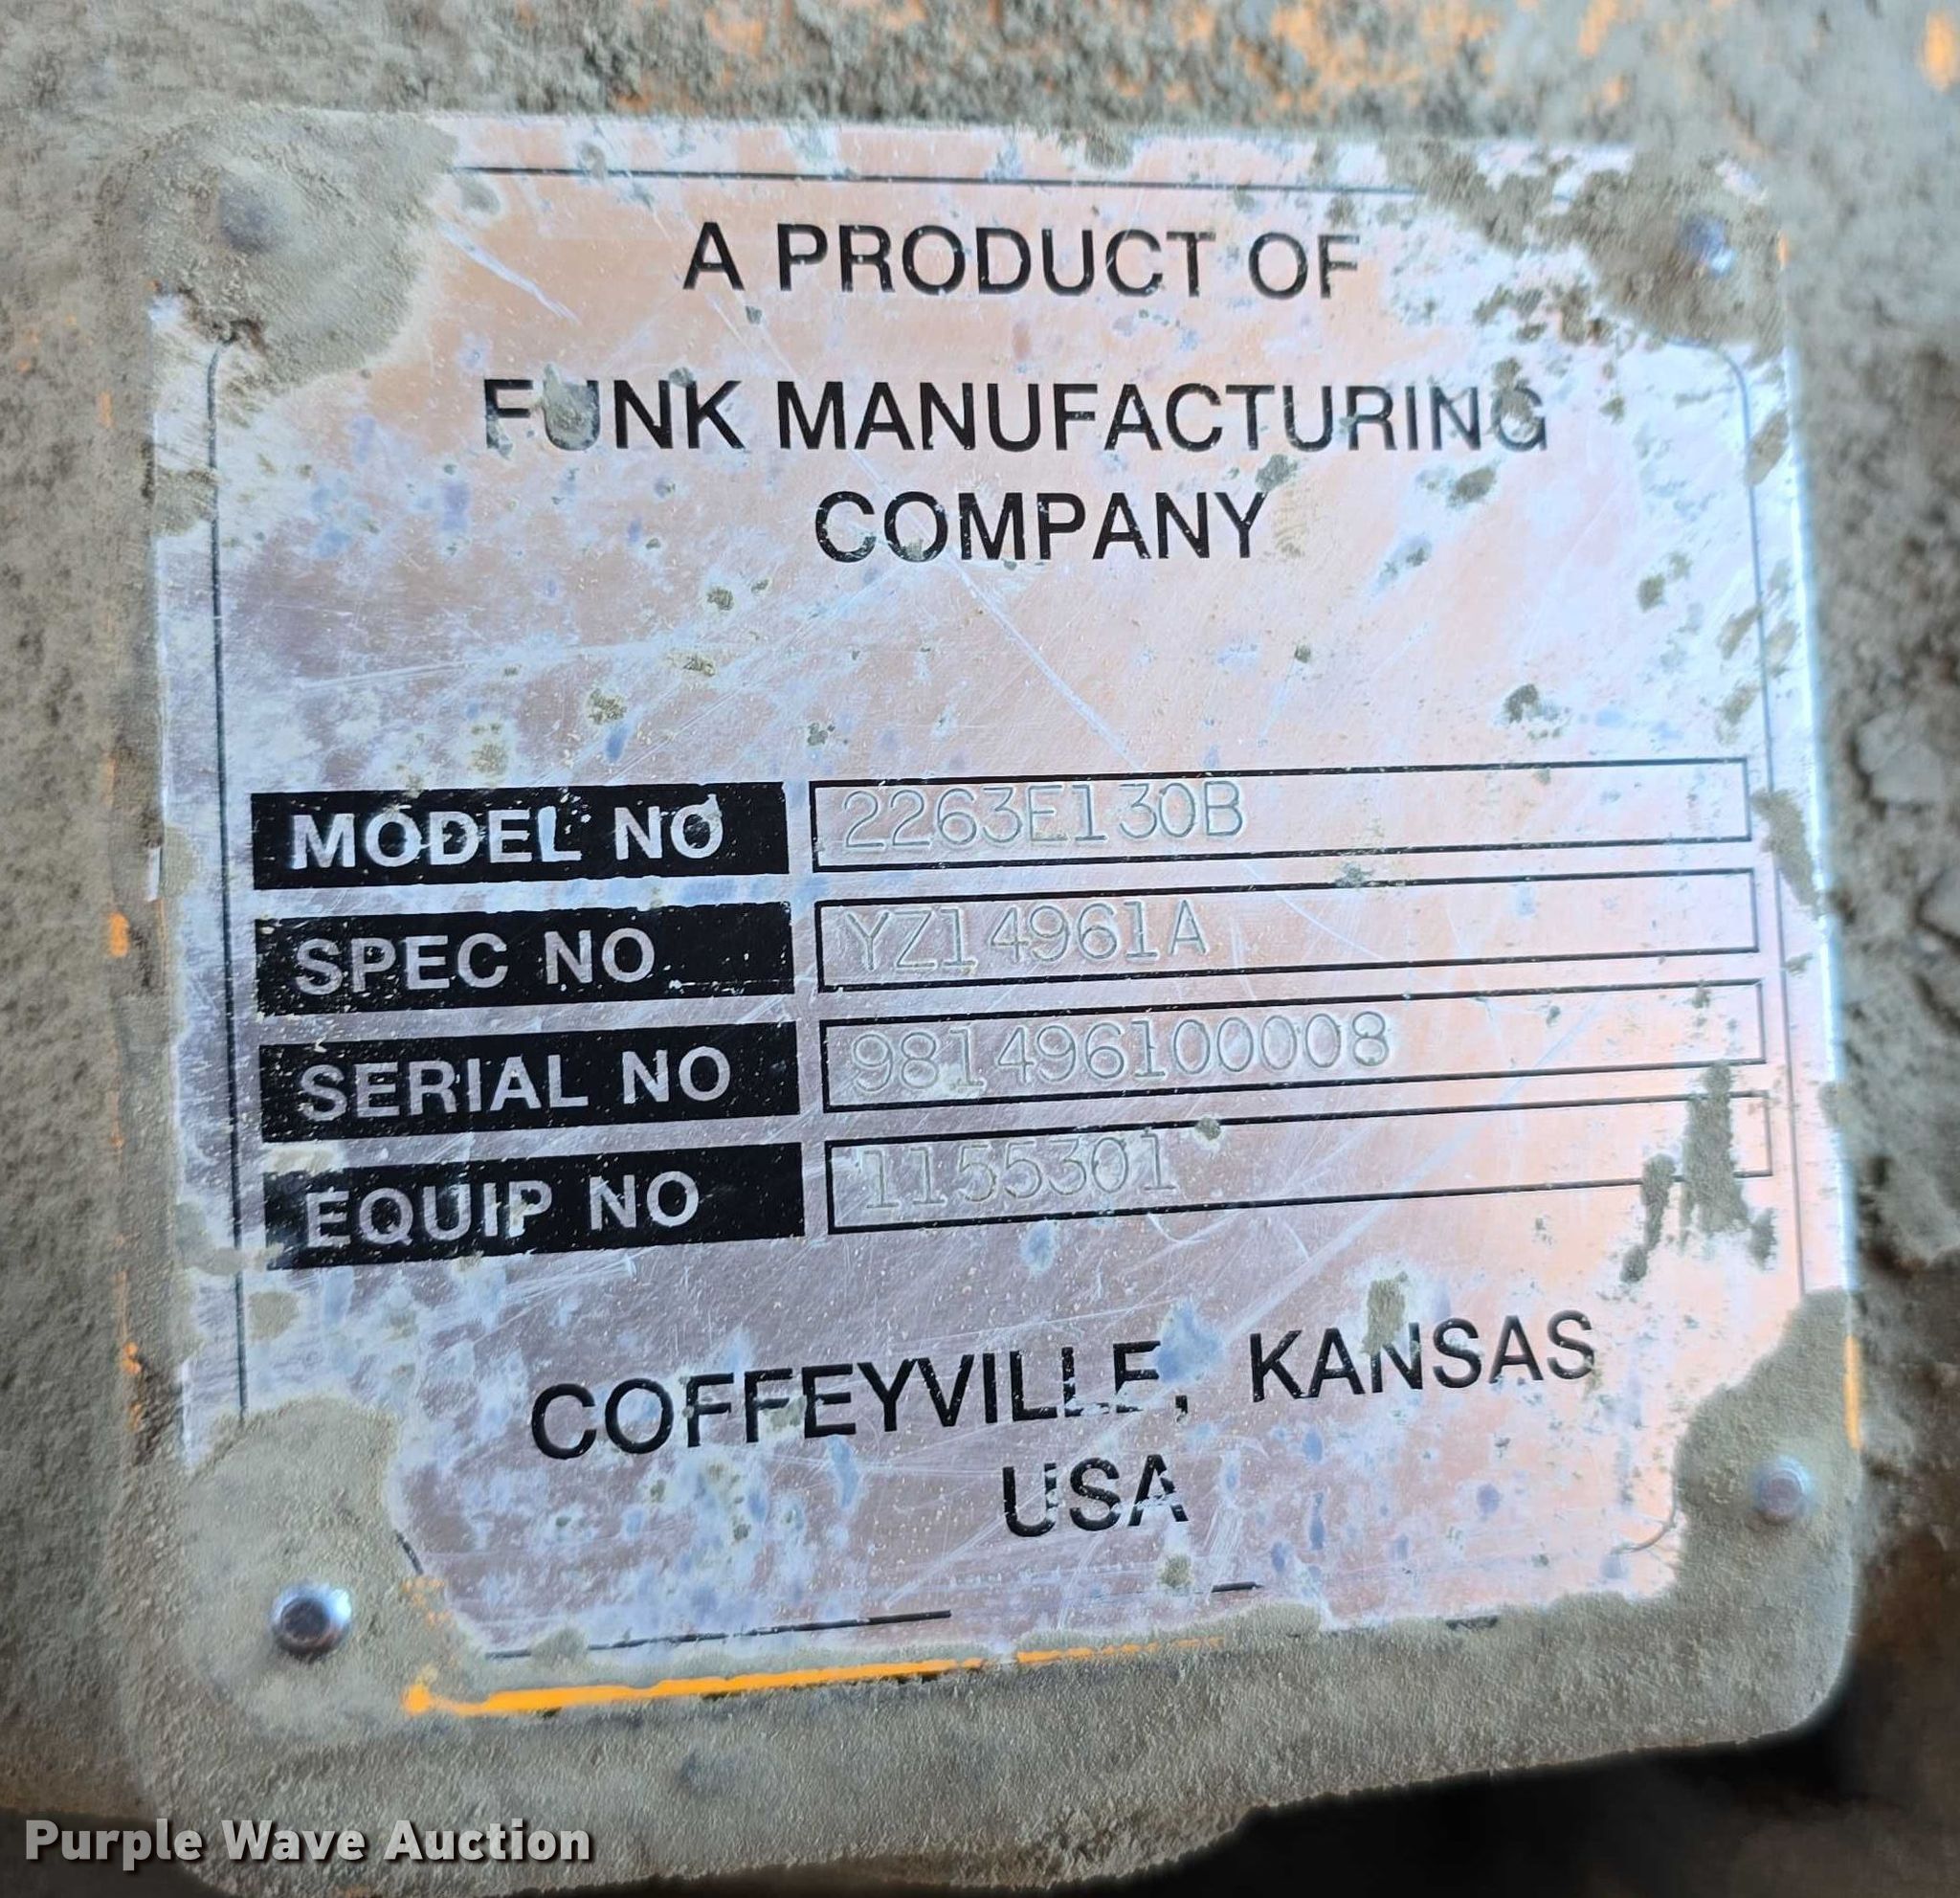 A PRODUCT OF
FUNK MANUFACTURING
COMPANY
MODEL NO 2263E130B
SPEC NO YZ14961A
SERIAL NO 981496100008
EQUIP NO 1155301
COFFEYVILLE, KANSAS
USA
Purple Wave Auction